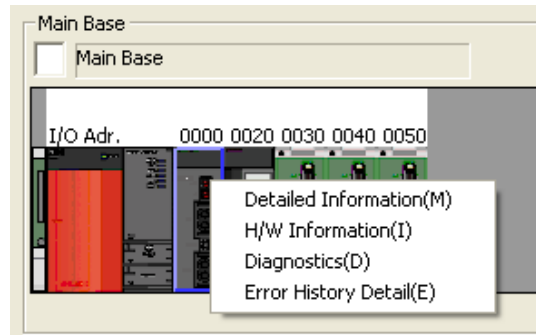 Main Base
Main Base
I/O Adr. 0000 0020 0030 0040 0050
Detailed Information(M)
H/W Information(I)
Diagnostics(D)
Error History Detail(E)